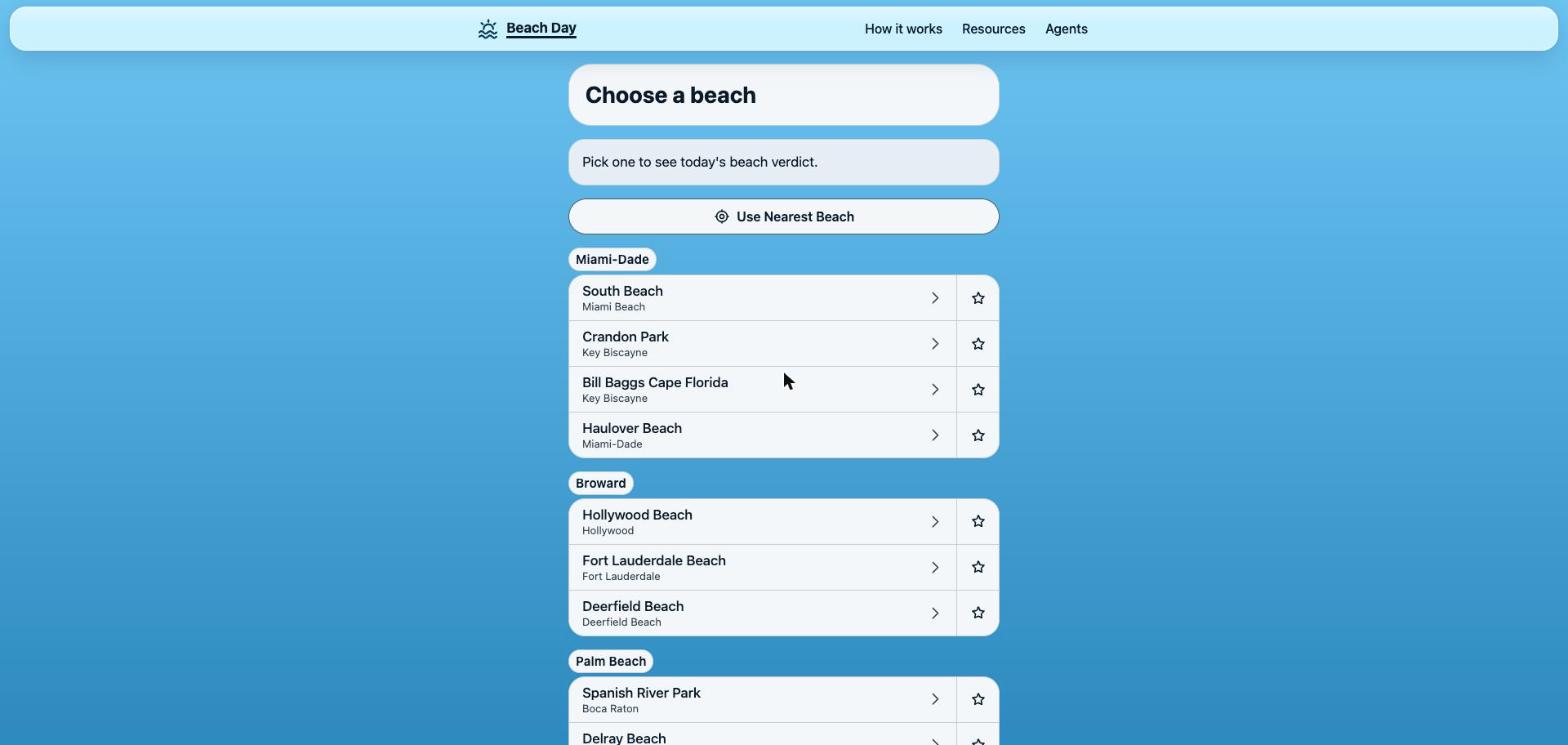 Beach Day
How it works
Resources
Agents
Choose a beach
Pick one to see today's beach verdict.
Use Nearest Beach
Miami-Dade
South Beach
Miami Beach
Crandon Park
Key Biscayne
Bill Baggs Cape Florida
Key Biscayne
Haulover Beach
Miami-Dade
Broward
Hollywood Beach
Hollywood
Fort Lauderdale Beach
Fort Lauderdale
Deerfield Beach
Deerfield Beach
Palm Beach
Spanish River Park
Boca Raton
Delray Beach